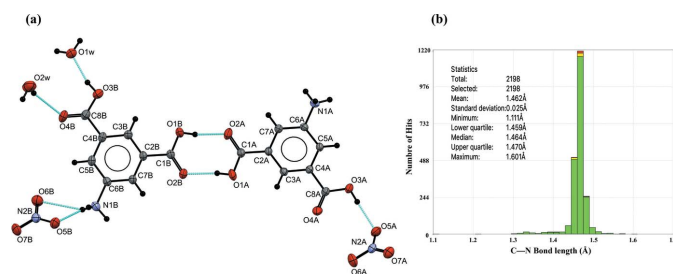 (a)
(b)
O1w
O2w
O3B
C8B
O4B
C4B
C3B
O1B
O2A
C5B
C2B
C1B
C6B
C7B
O2B
O6B
N1B
N2B
O7B
O5B
N1A
C7A
C6A
C5A
C1A
C2A
C4A
O1A
C3A
C8A
O3A
O4A
O5A
N2A
O6A
O7A
Numbre of Hits
1220
976
732
488
244
0
Statistics
Total: 2198
Selected: 2198
Mean: 1.462Å
Standard deviation: 0.025Å
Minimum: 1.111Å
Lower quartile: 1.459Å
Median: 1.464Å
Upper quartile: 1.470Å
Maximum: 1.601Å
1.1 1.2 1.3 1.4 1.5 1.6 1.7
C—N Bond length (Å)